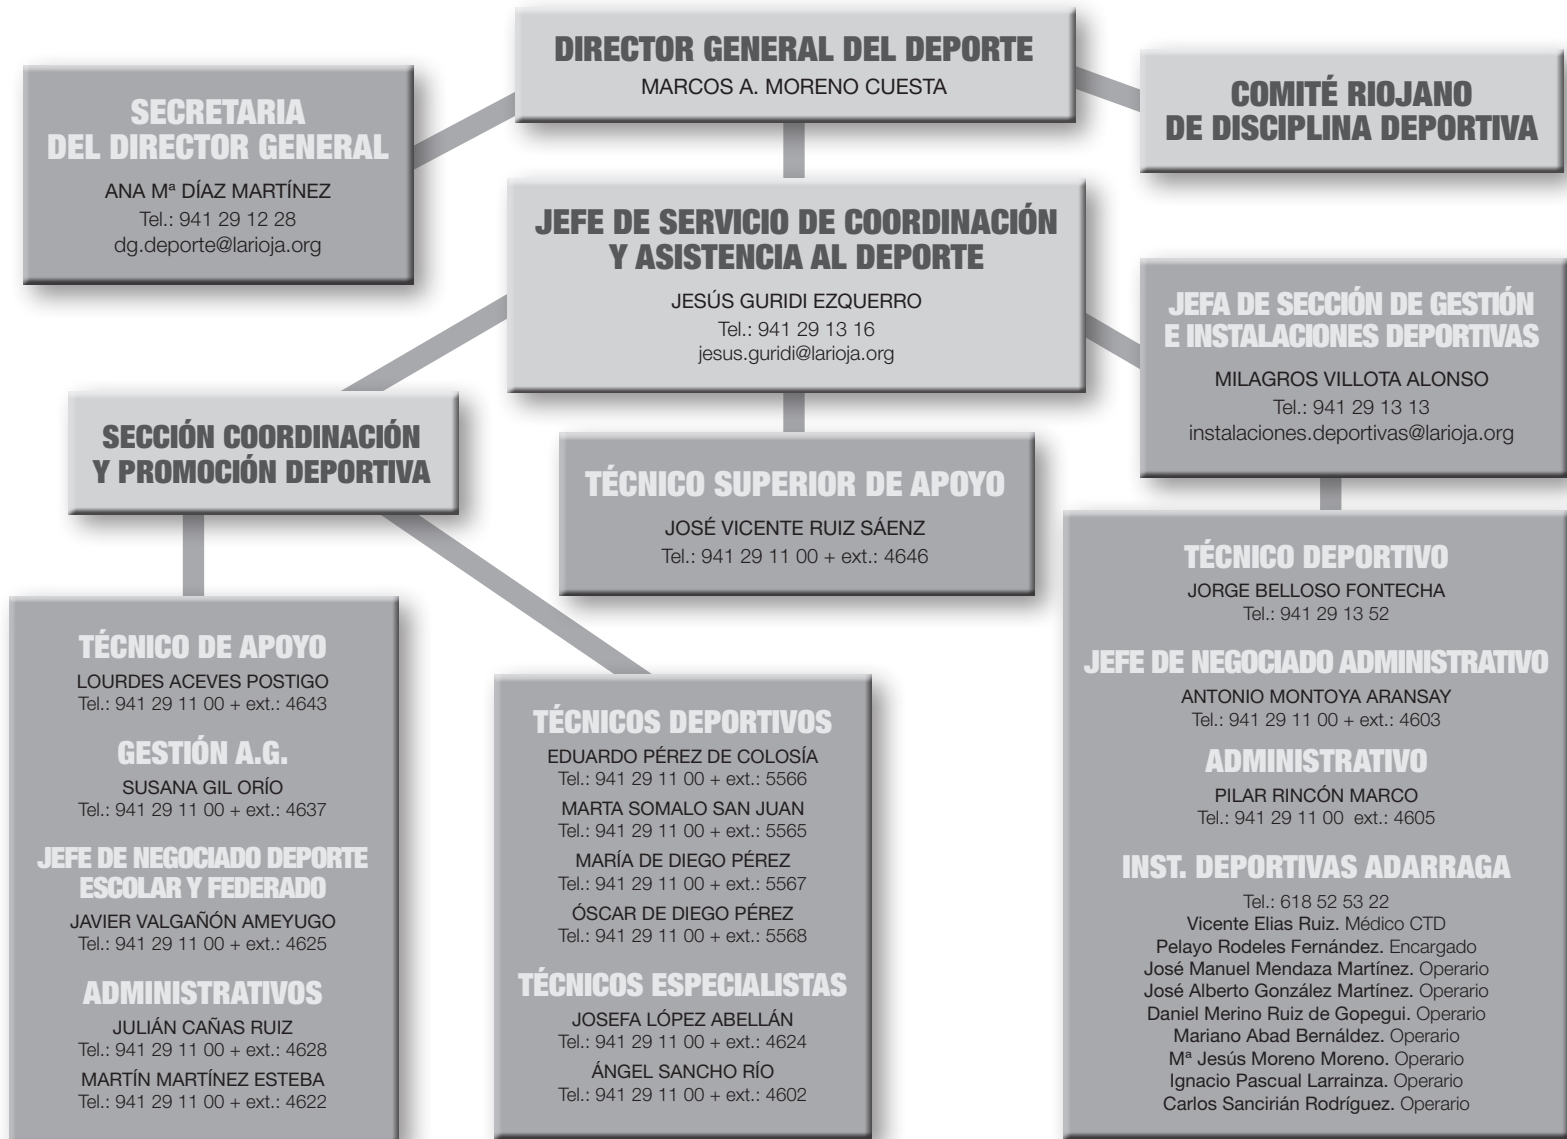 DIRECTOR GENERAL DEL DEPORTE
MARCOS A. MORENO CUESTA
SECRETARIA
DEL DIRECTOR GENERAL
ANA Mª DÍAZ MARTÍNEZ
Tel.: 941 29 12 28
dg.deporte@larioja.org
COMITÉ RIOJANO
DE DISCIPLINA DEPORTIVA
JEFE DE SERVICIO DE COORDINACIÓN
Y ASISTENCIA AL DEPORTE
JESÚS GURIDI EZQUERRO
Tel.: 941 29 13 16
jesus.guridi@larioja.org
JEFA DE SECCIÓN DE GESTIÓN
E INSTALACIONES DEPORTIVAS
MILAGROS VILLOTA ALONSO
Tel.: 941 29 13 13
instalaciones.deportivas@larioja.org
SECCIÓN COORDINACIÓN
Y PROMOCIÓN DEPORTIVA
TÉCNICO SUPERIOR DE APOYO
JOSÉ VICENTE RUIZ SÁENZ
Tel.: 941 29 11 00 + ext.: 4646
TÉCNICO DE APOYO
LOURDES ACEVES POSTIGO
Tel.: 941 29 11 00 + ext.: 4643
GESTIÓN A.G.
SUSANA GIL ORÍO
Tel.: 941 29 11 00 + ext.: 4637
JEFE DE NEGOCIADO DEPORTE
ESCOLAR Y FEDERADO
JAVIER VALGAÑÓN AMEYUGO
Tel.: 941 29 11 00 + ext.: 4625
ADMINISTRATIVOS
JULIÁN CAÑAS RUIZ
Tel.: 941 29 11 00 + ext.: 4628
MARTÍN MARTÍNEZ ESTEBA
Tel.: 941 29 11 00 + ext.: 4622
TÉCNICOS DEPORTIVOS
EDUARDO PÉREZ DE COLOSÍA
Tel.: 941 29 11 00 + ext.: 5566
MARTA SOMALO SAN JUAN
Tel.: 941 29 11 00 + ext.: 5565
MARÍA DE DIEGO PÉREZ
Tel.: 941 29 11 00 + ext.: 5567
ÓSCAR DE DIEGO PÉREZ
Tel.: 941 29 11 00 + ext.: 5568
TÉCNICOS ESPECIALISTAS
JOSEFA LÓPEZ ABELLÁN
Tel.: 941 29 11 00 + ext.: 4624
ÁNGEL SANCHO RÍO
Tel.: 941 29 11 00 + ext.: 4602
TÉCNICO DEPORTIVO
JORGE BELLOSO FONTECHA
Tel.: 941 29 13 52
JEFE DE NEGOCIADO ADMINISTRATIVO
ANTONIO MONTOYA ARANSAY
Tel.: 941 29 11 00 + ext.: 4603
ADMINISTRATIVO
PILAR RINCÓN MARCO
Tel.: 941 29 11 00 ext.: 4605
INST. DEPORTIVAS ADARRAGA
Tel.: 618 52 53 22
Vicente Elias Ruiz. Médico CTD
Pelayo Rodeles Fernández. Encargado
José Manuel Mendaza Martínez. Operario
José Alberto González Martínez. Operario
Daniel Merino Ruiz de Gopegui. Operario
Mariano Abad Bernáldez. Operario
Mª Jesús Moreno Moreno. Operario
Ignacio Pascual Larrainza. Operario
Carlos Sancirián Rodríguez. Operario